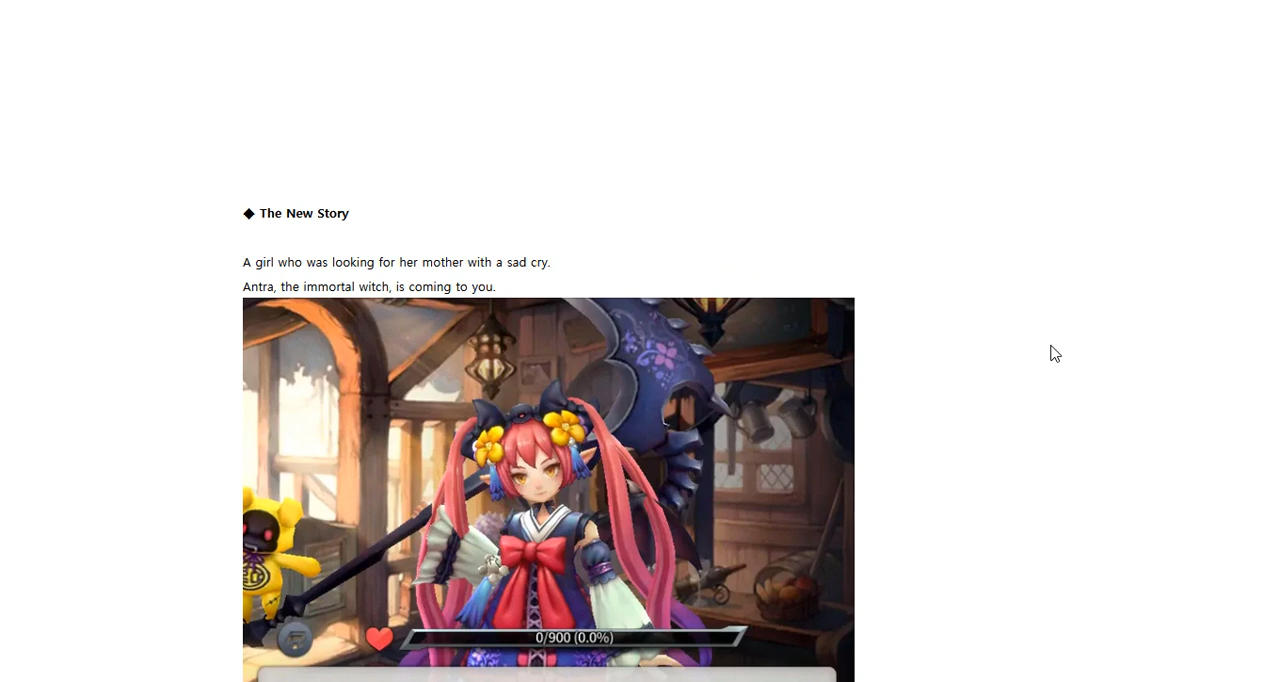 ◆ The New Story
A girl who was looking for her mother with a sad cry.
Antra, the immortal witch, is coming to you.
0/900 (0.0%)